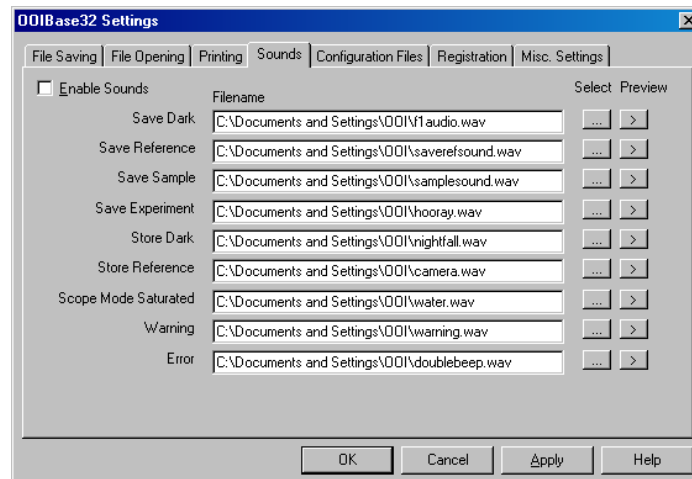 OOIBase32 Settings
File Saving File Opening Printing Sounds Configuration Files Registration Misc. Settings
Enable Sounds Filename Select Preview
Save Dark C:\Documents and Settings\OOI\f1audio.wav ... >
Save Reference C:\Documents and Settings\OOI\saverefsound.wav ... >
Save Sample C:\Documents and Settings\OOI\samplesound.wav ... >
Save Experiment C:\Documents and Settings\OOI\hooray.wav ... >
Store Dark C:\Documents and Settings\OOI\nightfall.wav ... >
Store Reference C:\Documents and Settings\OOI\camera.wav ... >
Scope Mode Saturated C:\Documents and Settings\OOI\water.wav ... >
Warning C:\Documents and Settings\OOI\warning.wav ... >
Error C:\Documents and Settings\OOI\doublebeep.wav ... >
OK Cancel Apply Help